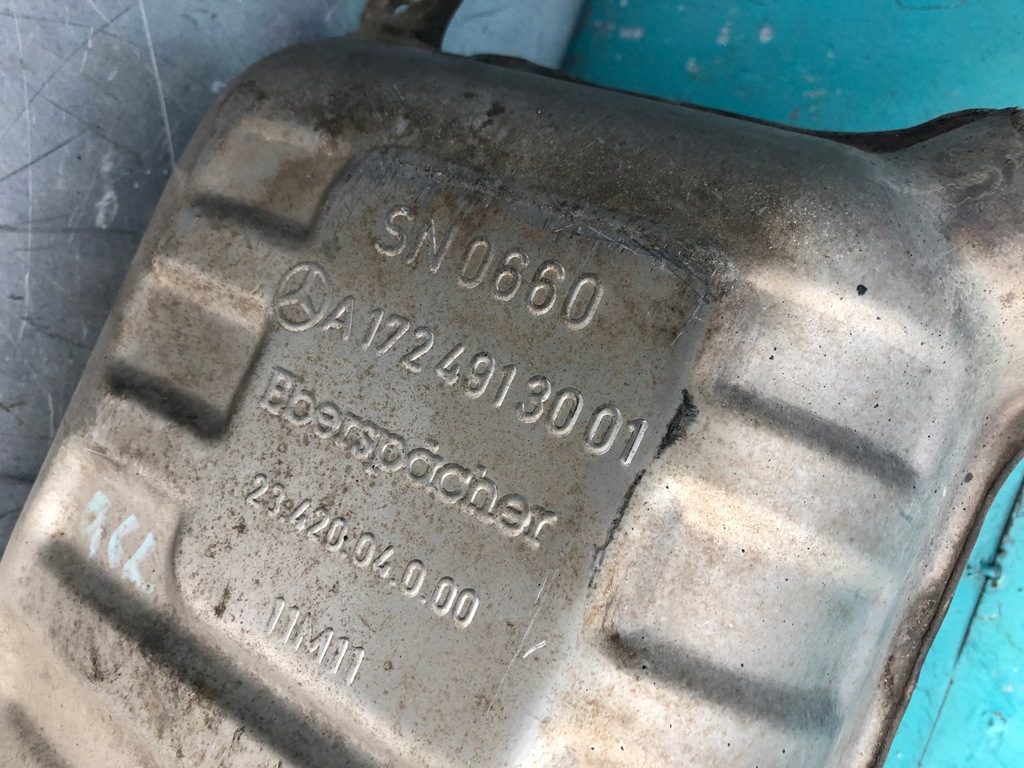 SN0660
A 172 491 30 01
Eberspächer
23.420.04.0.00
11M11